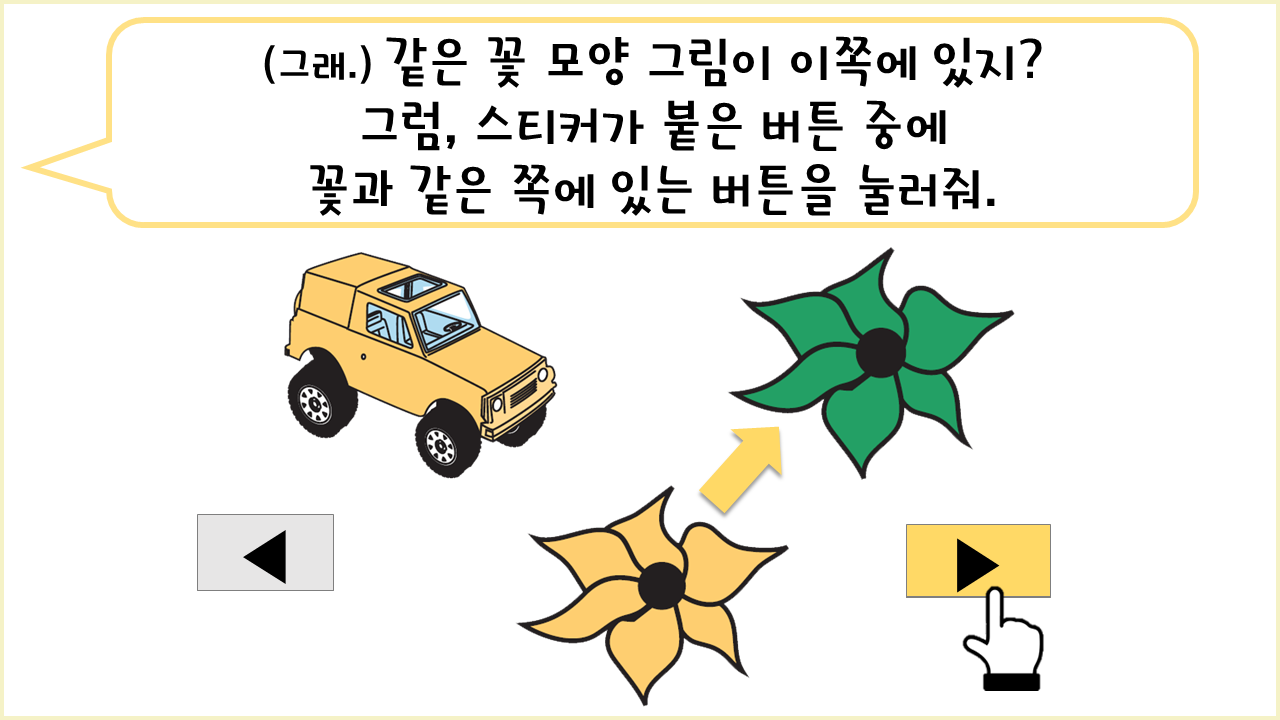 (그래.) 같은 꽃 모양 그림이 이쪽에 있지?
그럼, 스티커가 붙은 버튼 중에
꽃과 같은 쪽에 있는 버튼을 눌러줘.